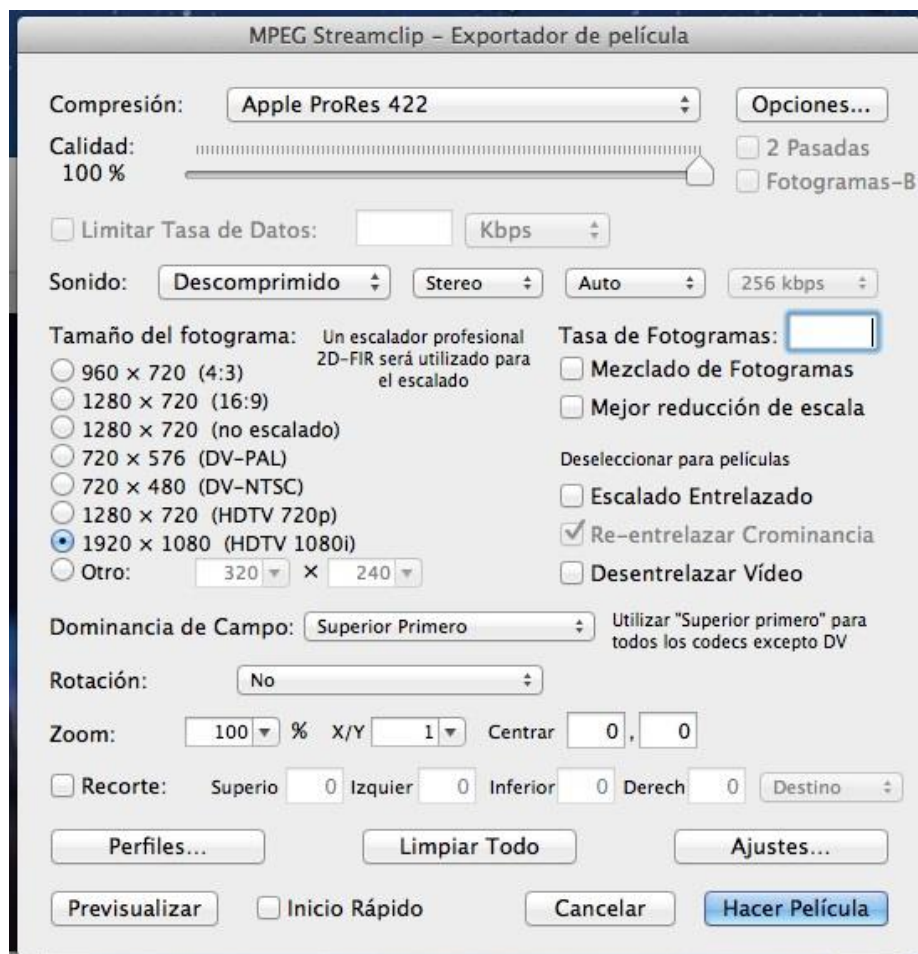 MPEG Streamclip – Exportador de película
Compresión: Apple ProRes 422 Opciones...
Calidad:
100 %
2 Pasadas
Fotogramas-B
Limitar Tasa de Datos: Kbps
Sonido: Descomprimido Stereo Auto 256 kbps
Tamaño del fotograma:
Un escalador profesional
2D-FIR será utilizado para
el escalado
960 × 720 (4:3)
1280 × 720 (16:9)
1280 × 720 (no escalado)
720 × 576 (DV-PAL)
720 × 480 (DV-NTSC)
1280 × 720 (HDTV 720p)
1920 × 1080 (HDTV 1080i)
Otro: 320 × 240
Tasa de Fotogramas:
Mezclado de Fotogramas
Mejor reducción de escala
Deseleccionar para películas
Escalado Entrelazado
Re-entrelazar Crominancia
Desentrelazar Vídeo
Dominancia de Campo: Superior Primero
Utilizar "Superior primero" para
todos los codecs excepto DV
Rotación: No
Zoom: 100 % X/Y 1 Centrar 0 , 0
Recorte: Superio 0 Izquier 0 Inferior 0 Derech 0 Destino
Perfiles... Limpiar Todo Ajustes...
Previsualizar Inicio Rápido Cancelar Hacer Película